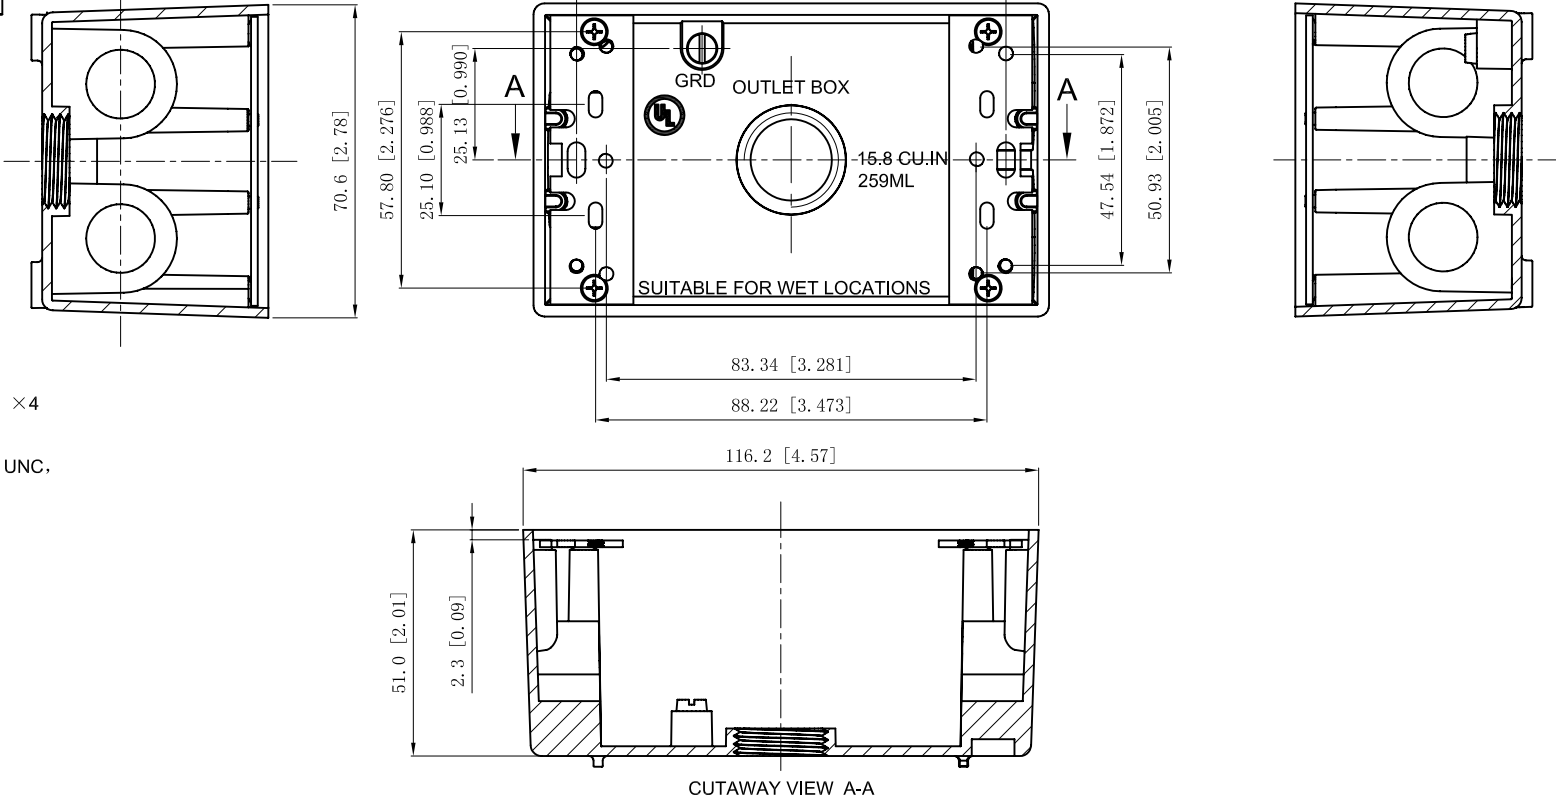 70.6 [2.78]
57.80 [2.276]
25.10 [0.988]
25.13 [0.990]
A
GRD
OUTLET BOX
UL
15.8 CU.IN
259ML
SUITABLE FOR WET LOCATIONS
A
47.54 [1.872]
50.93 [2.005]
83.34 [3.281]
88.22 [3.473]
×4
UNC,
116.2 [4.57]
51.0 [2.01]
2.3 [0.09]
CUTAWAY VIEW A-A